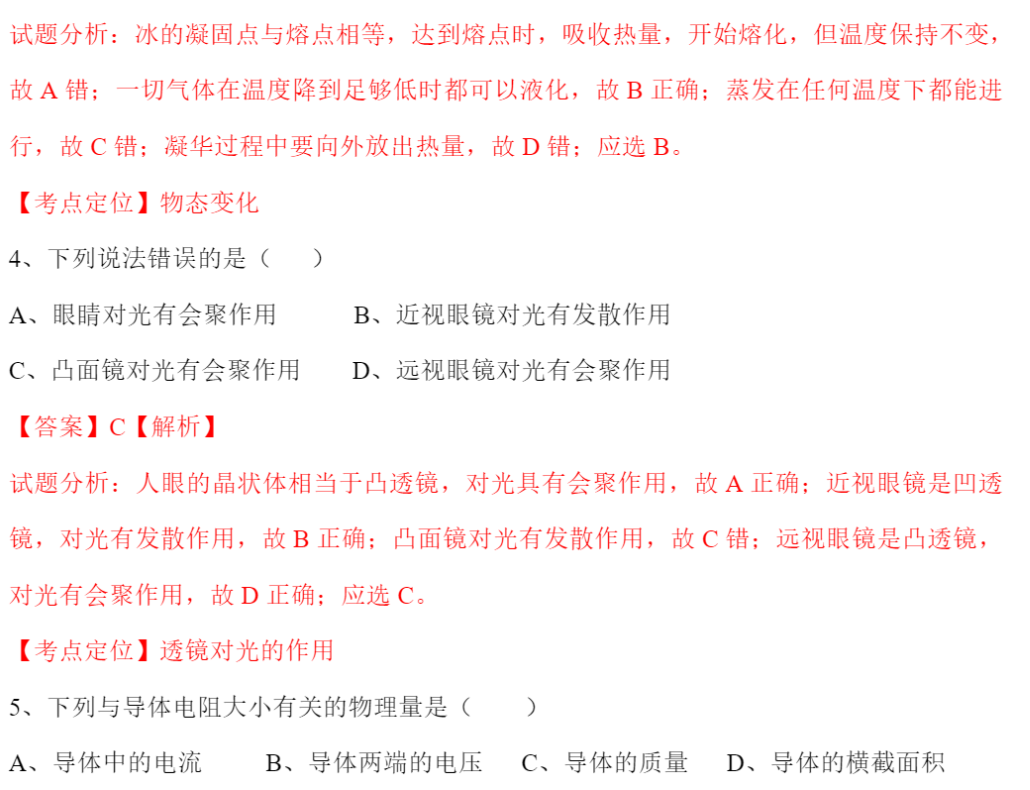 试题分析：冰的凝固点与熔点相等，达到熔点时，吸收热量，开始熔化，但温度保持不变，
故 A 错；一切气体在温度降到足够低时都可以液化，故 B 正确；蒸发在任何温度下都能进
行，故 C 错；凝华过程中要向外放出热量，故 D 错；应选 B。
【考点定位】物态变化
4、下列说法错误的是（　　）
A、眼睛对光有会聚作用　　　B、近视眼镜对光有发散作用
C、凸面镜对光有会聚作用　　D、远视眼镜对光有会聚作用
【答案】C【解析】
试题分析：人眼的晶状体相当于凸透镜，对光具有会聚作用，故 A 正确；近视眼镜是凹透
镜，对光有发散作用，故 B 正确；凸面镜对光有发散作用，故 C 错；远视眼镜是凸透镜，
对光有会聚作用，故 D 正确；应选 C。
【考点定位】透镜对光的作用
5、下列与导体电阻大小有关的物理量是（　　）
A、导体中的电流　　　B、导体两端的电压　　C、导体的质量　　D、导体的横截面积